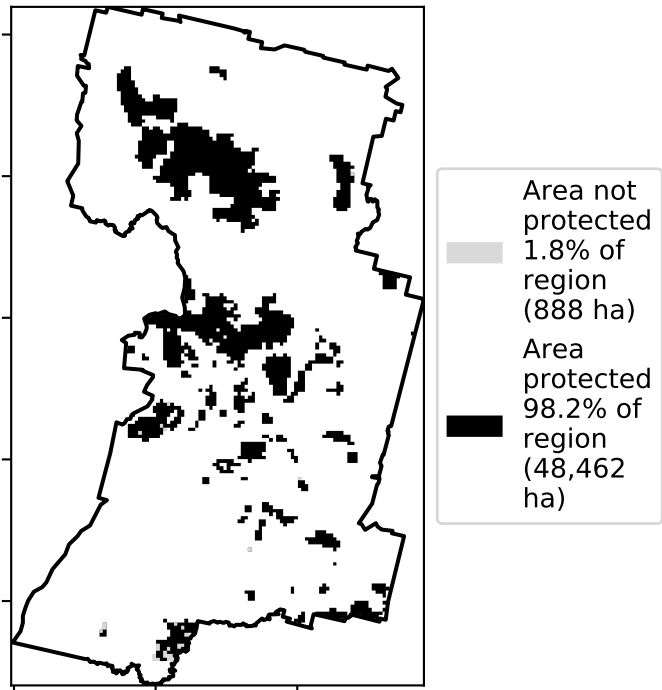 Area not
protected
1.8% of
region
(888 ha)
Area
protected
98.2% of
region
(48,462
ha)